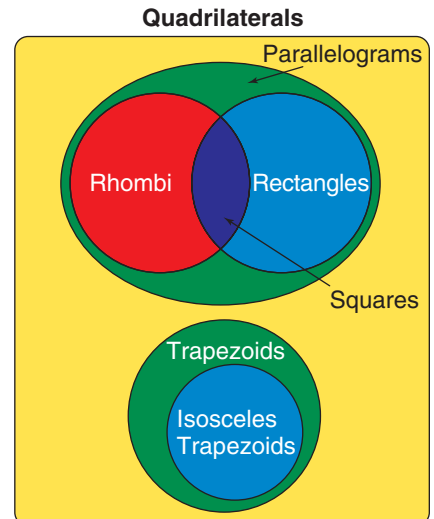 Quadrilaterals
Parallelograms
Rhombi
Rectangles
Squares
Trapezoids
Isosceles
Trapezoids